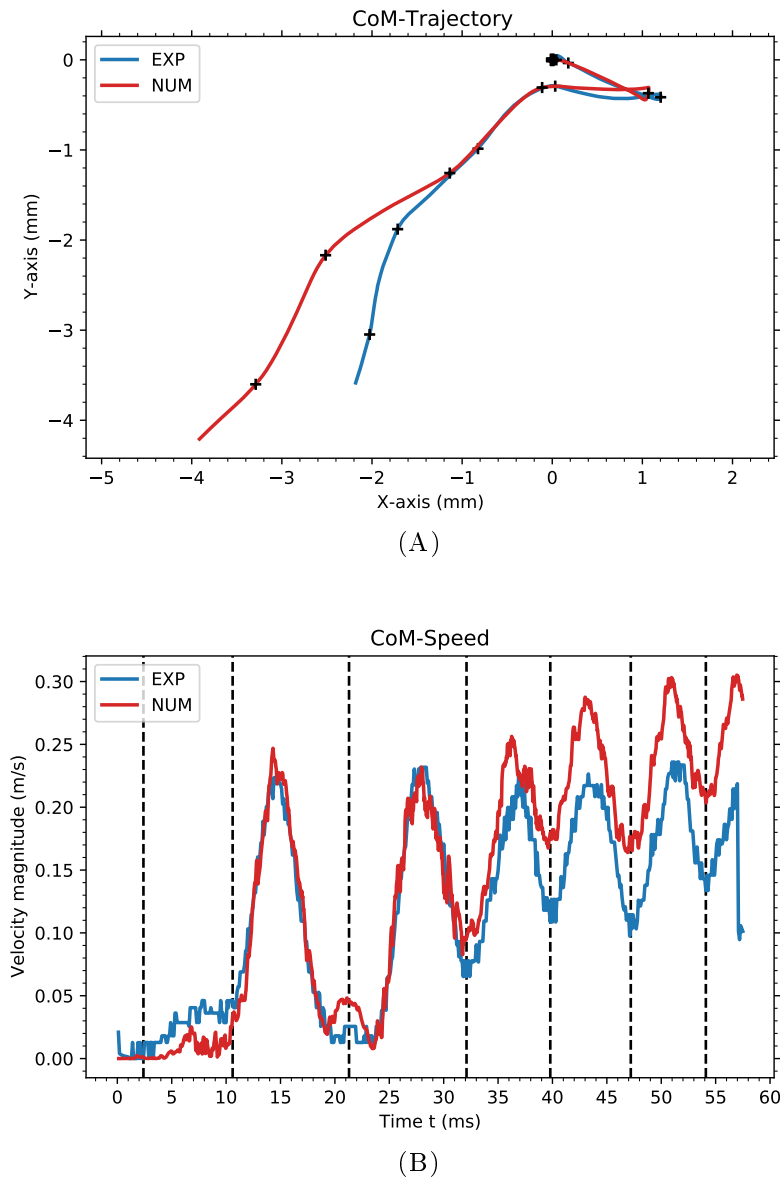 CoM-Trajectory
EXP
NUM
0
−1
−2
−3
−4
Y-axis (mm)
−5 −4 −3 −2 −1 0 1 2
X-axis (mm)
(A)
CoM-Speed
EXP
NUM
0.30
0.25
0.20
0.15
0.10
0.05
0.00
Velocity magnitude (m/s)
0 5 10 15 20 25 30 35 40 45 50 55 60
Time t (ms)
(B)